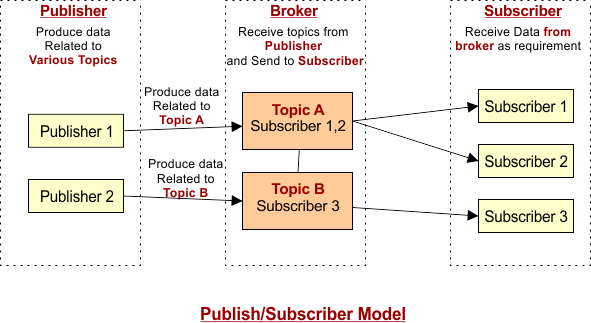 Publisher
Produce data
Related to
Various Topics
Broker
Receive topics from
Publisher
and Send to Subscriber
Subscriber
Receive Data from
broker as requirement
Produce data
Related to
Topic A
Publisher 1
Topic A
Subscriber 1,2
Subscriber 1
Subscriber 2
Produce data
Related to
Topic B
Publisher 2
Topic B
Subscriber 3
Subscriber 3
Publish/Subscriber Model